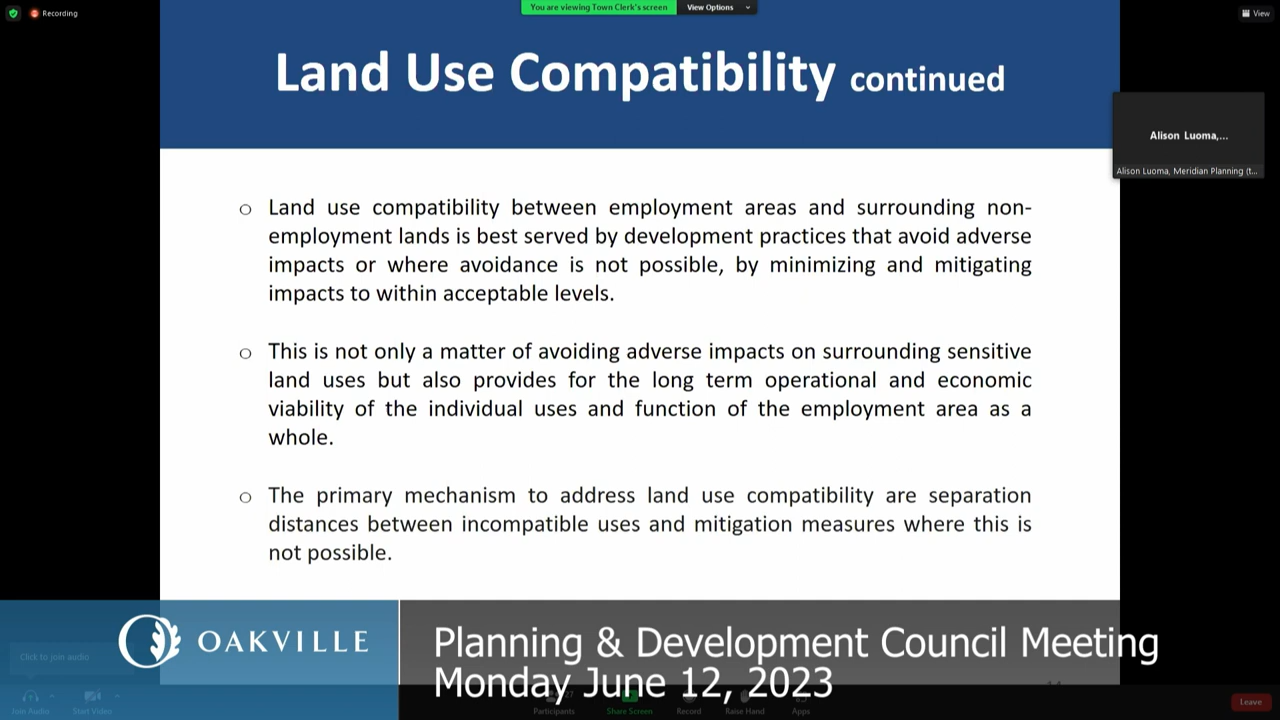 Recording
You are viewing Town Clerk's screen
View Options
View
Land Use Compatibility continued
Alison Luoma,...
Alison Luoma, Meridian Planning (t...
o Land use compatibility between employment areas and surrounding non-
employment lands is best served by development practices that avoid adverse
impacts or where avoidance is not possible, by minimizing and mitigating
impacts to within acceptable levels.
o This is not only a matter of avoiding adverse impacts on surrounding sensitive
land uses but also provides for the long term operational and economic
viability of the individual uses and function of the employment area as a
whole.
o The primary mechanism to address land use compatibility are separation
distances between incompatible uses and mitigation measures where this is
not possible.
OAKVILLE
Planning & Development Council Meeting
Monday June 12, 2023
Click to join audio
Join Audio
Start Video
Participants
Share Screen
Record
Raise Hand
Apps
Leave